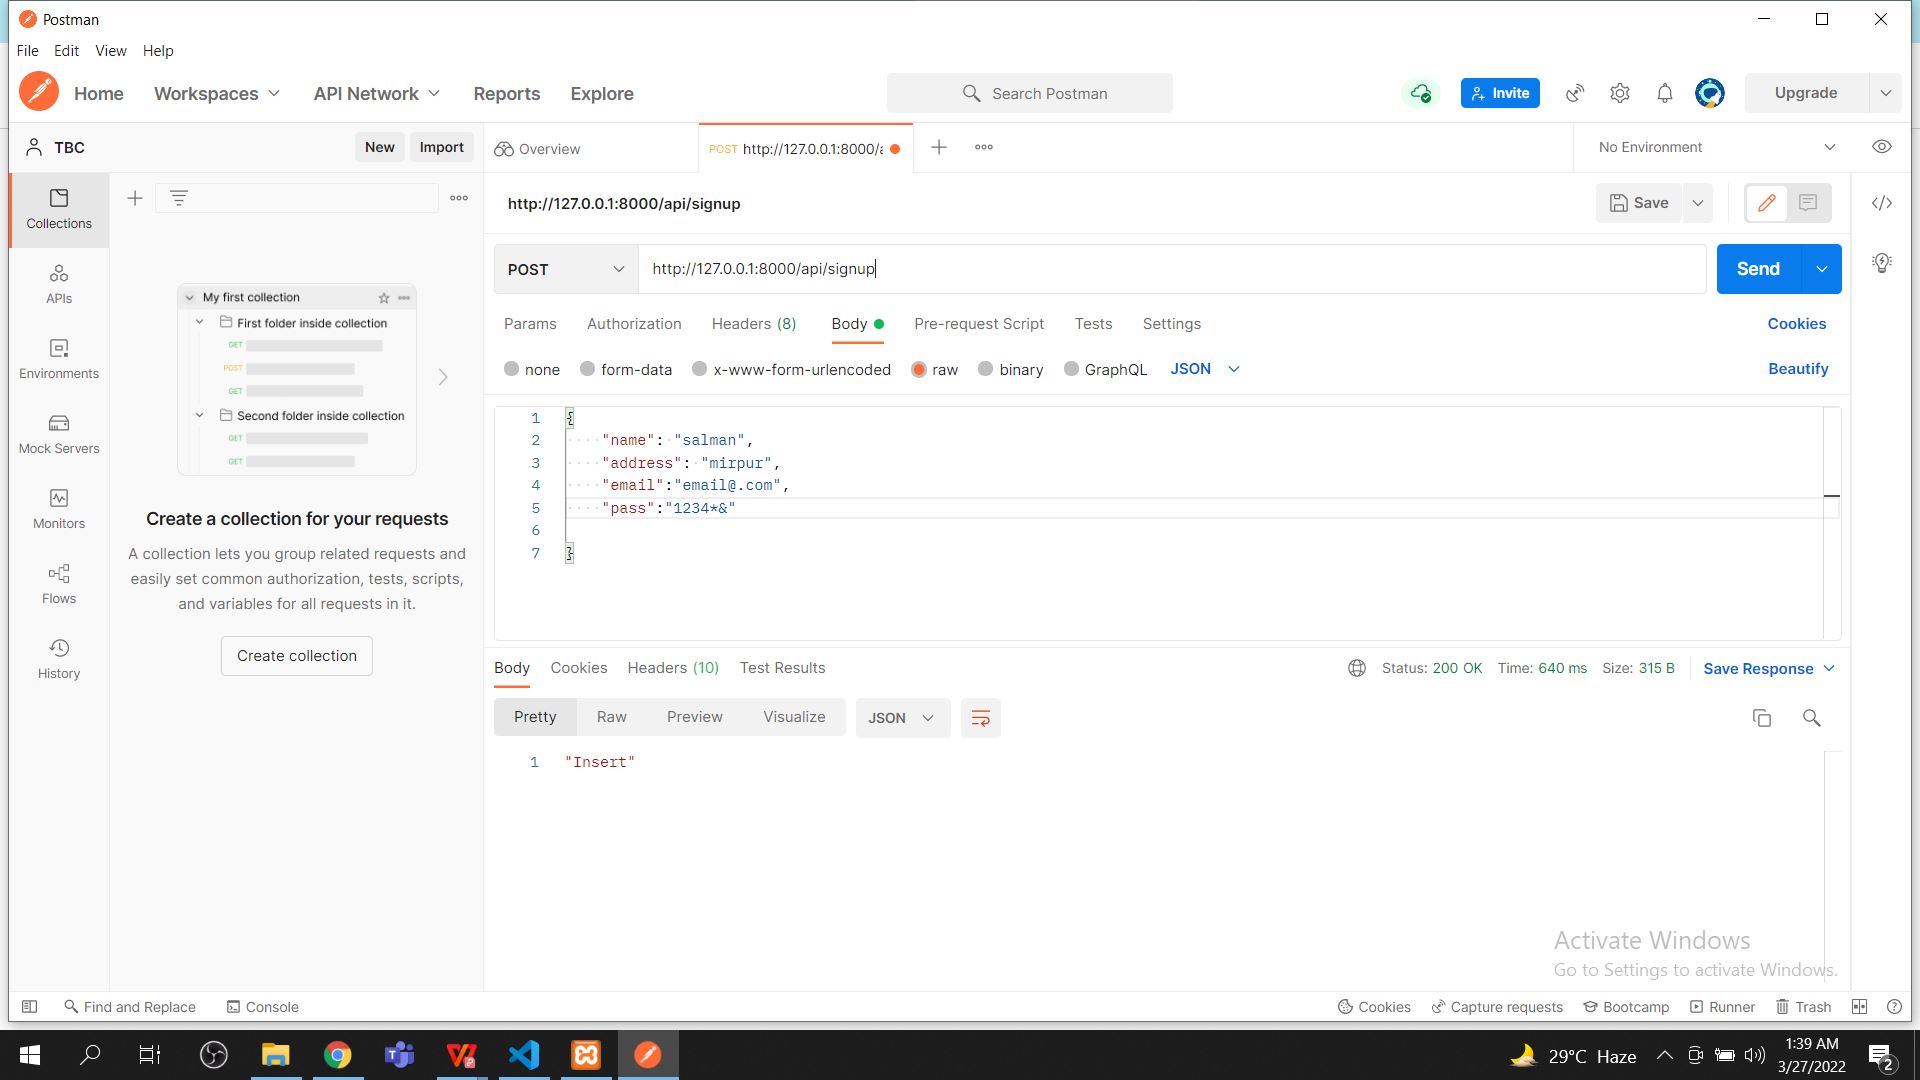 Postman
File Edit View Help
Home Workspaces API Network Reports Explore Search Postman Invite Upgrade
TBC New Import Overview POST http://127.0.0.1:8000/a No Environment
Collections
http://127.0.0.1:8000/api/signup Save
POST http://127.0.0.1:8000/api/signup Send
APIs
Environments
Mock Servers
Monitors
Flows
History
My first collection
First folder inside collection
GET
POST
GET
Second folder inside collection
GET
GET
Create a collection for your requests
A collection lets you group related requests and
easily set common authorization, tests, scripts,
and variables for all requests in it.
Create collection
Params Authorization Headers (8) Body Pre-request Script Tests Settings Cookies
none form-data x-www-form-urlencoded raw binary GraphQL JSON Beautify
1 {
2 "name": "salman",
3 "address": "mirpur",
4 "email":"email@.com",
5 "pass":"1234*&"
6
7 }
Body Cookies Headers (10) Test Results Status: 200 OK Time: 640 ms Size: 315 B Save Response
Pretty Raw Preview Visualize JSON
1 "Insert"
Activate Windows
Go to Settings to activate Windows.
Find and Replace Console Cookies Capture requests Bootcamp Runner Trash
29°C Haze
1:39 AM
3/27/2022
2